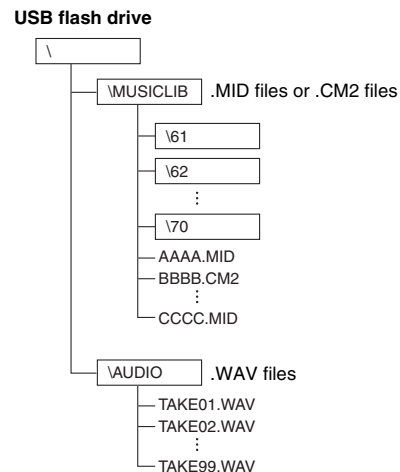 USB flash drive
\
\MUSICLIB .MID files or .CM2 files
\61
\62
⋮
\70
AAAA.MID
BBBB.CM2
⋮
CCCC.MID
\AUDIO .WAV files
TAKE01.WAV
TAKE02.WAV
⋮
TAKE99.WAV